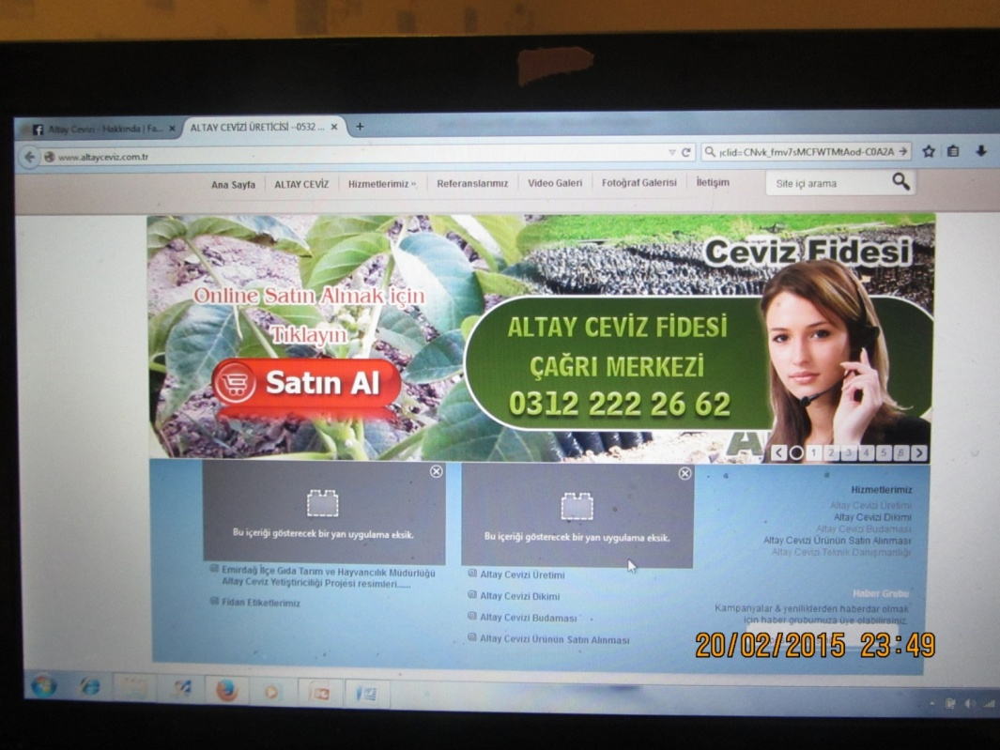 Altay Cevizi - Hakkında | Fa...
ALTAY CEVİZİ ÜRETİCİSİ --0532 ...
www.altayceviz.com.tr
Ana Sayfa
ALTAY CEVİZ
Hizmetlerimiz »
Referanslarımız
Video Galeri
Fotoğraf Galerisi
İletişim
Site içi arama
Ceviz Fidesi
Online Satın Almak için
Tıklayın
Satın Al
ALTAY CEVİZ FİDESİ
ÇAĞRI MERKEZİ
0312 222 26 62
1 2 3 4 5 6
Bu içeriği gösterecek bir yan uygulama eksik.
Bu içeriği gösterecek bir yan uygulama eksik.
Emirdağ İlçe Gıda Tarım ve Hayvancılık Müdürlüğü
Altay Ceviz Yetiştiriciliği Projesi resimleri......
Fidan Etiketlerimiz
Altay Cevizi Üretimi
Altay Cevizi Dikimi
Altay Cevizi Budaması
Altay Cevizi Ürünün Satın Alınması
Hizmetlerimiz
Altay Cevizi Üretimi
Altay Cevizi Dikimi
Altay Cevizi Budaması
Altay Cevizi Ürünün Satın Alınması
Altay Cevizi Teknik Danışmanlığı
Haber Grubu
Kampanyalar & yeniliklerden haberdar olmak
için haber grubumuza üye olabilirsiniz.
20/02/2015 23:49